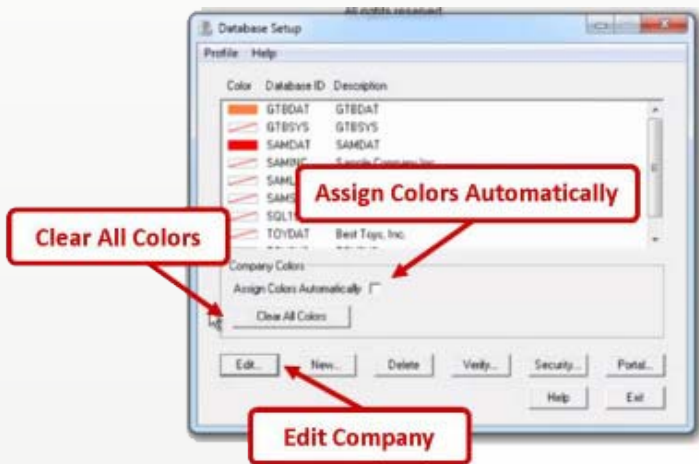 All rights reserved
Database Setup
Profile Help
Color Database ID Description
GTBDAT GTBDAT
GTBSYS GTBSYS
SAMDAT SAMDAT
SAMINC Sample Company Inc.
TOYDAT Best Toys, Inc.
Assign Colors Automatically
Clear All Colors
Company Colors
Assign Colors Automatically
Clear All Colors
Edit... New... Delete Verify... Security... Portal...
Help Exit
Edit Company